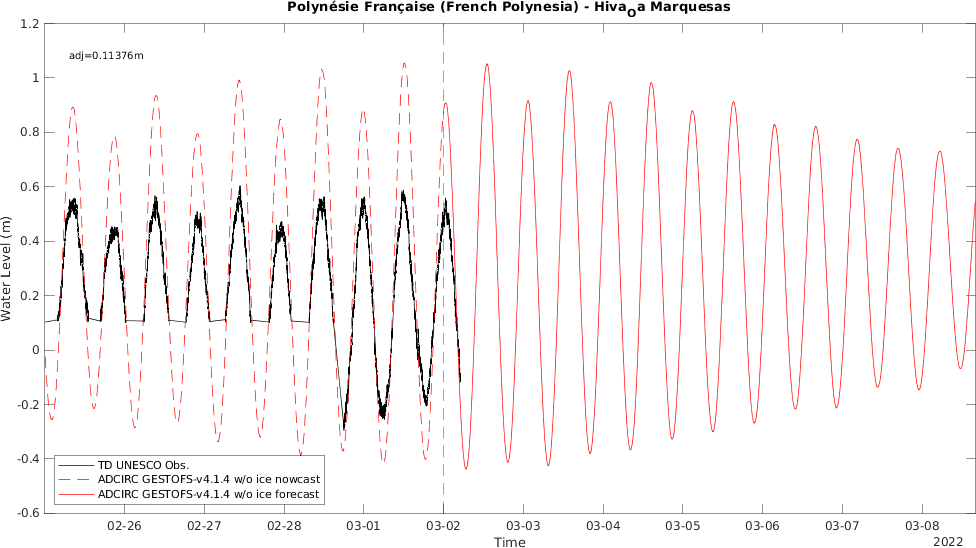 Polynésie Française (French Polynesia) - Hiva_Oa Marquesas
1.2
adj=0.11376m
1
0.8
0.6
0.4
0.2
0
-0.2
-0.4
-0.6
Water Level (m)
TD UNESCO Obs.
ADCIRC GESTOFS-v4.1.4 w/o ice nowcast
ADCIRC GESTOFS-v4.1.4 w/o ice forecast
02-26 02-27 02-28 03-01 03-02 03-03 03-04 03-05 03-06 03-07 03-08
Time
2022